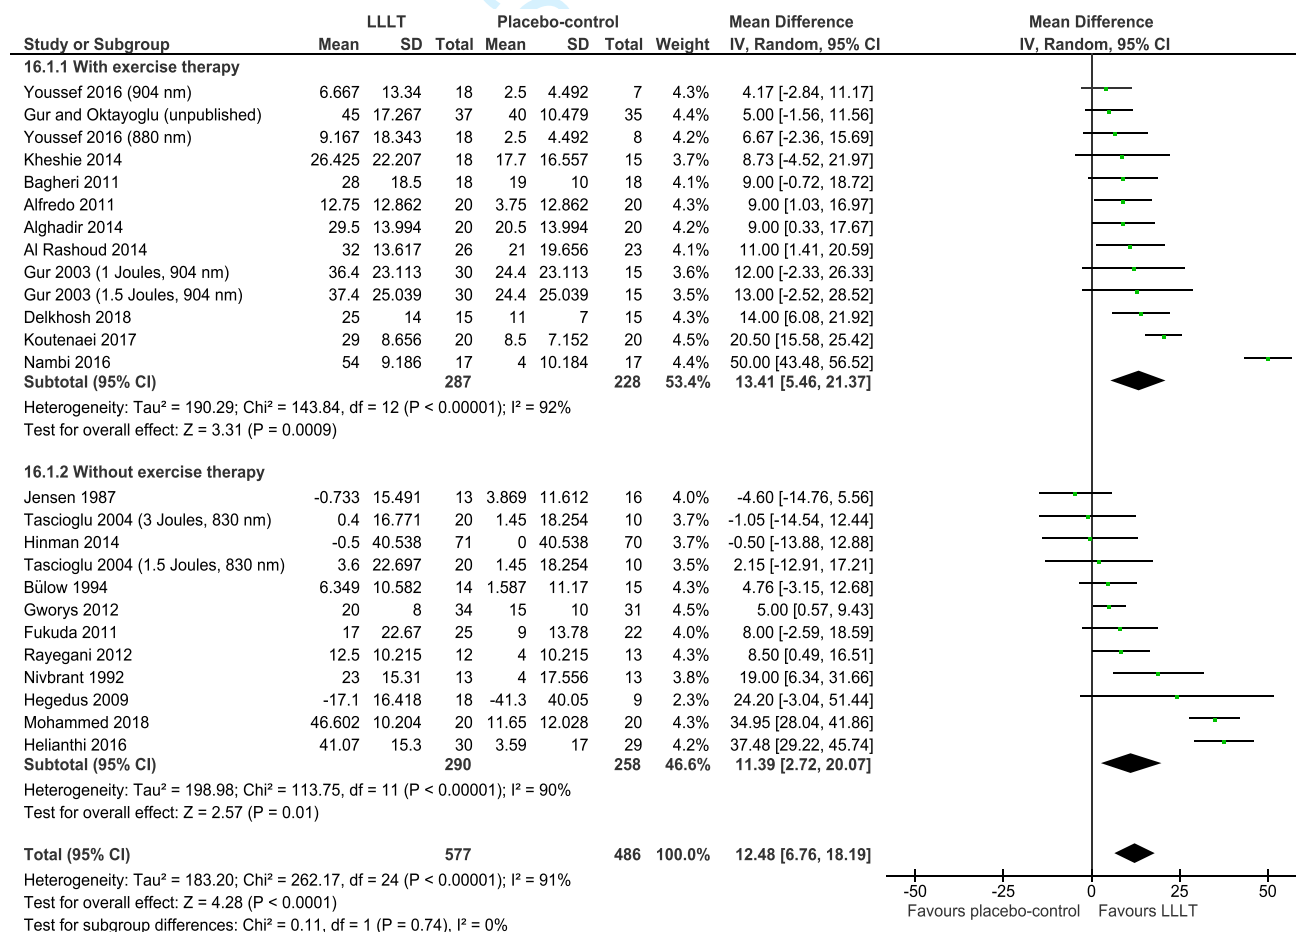 LLLT Placebo-control Mean Difference Mean Difference
Study or Subgroup Mean SD Total Mean SD Total Weight IV, Random, 95% CI IV, Random, 95% CI
16.1.1 With exercise therapy
Youssef 2016 (904 nm) 6.667 13.34 18 2.5 4.492 7 4.3% 4.17 [-2.84, 11.17]
Gur and Oktayoglu (unpublished) 45 17.267 37 40 10.479 35 4.4% 5.00 [-1.56, 11.56]
Youssef 2016 (880 nm) 9.167 18.343 18 2.5 4.492 8 4.2% 6.67 [-2.36, 15.69]
Kheshie 2014 26.425 22.207 18 17.7 16.557 15 3.7% 8.73 [-4.52, 21.97]
Bagheri 2011 28 18.5 18 19 10 18 4.1% 9.00 [-0.72, 18.72]
Alfredo 2011 12.75 12.862 20 3.75 12.862 20 4.3% 9.00 [1.03, 16.97]
Alghadir 2014 29.5 13.994 20 20.5 13.994 20 4.2% 9.00 [0.33, 17.67]
Al Rashoud 2014 32 13.617 26 21 19.656 23 4.1% 11.00 [1.41, 20.59]
Gur 2003 (1 Joules, 904 nm) 36.4 23.113 30 24.4 23.113 15 3.6% 12.00 [-2.33, 26.33]
Gur 2003 (1.5 Joules, 904 nm) 37.4 25.039 30 24.4 25.039 15 3.5% 13.00 [-2.52, 28.52]
Delkhosh 2018 25 14 15 11 7 15 4.3% 14.00 [6.08, 21.92]
Koutenaei 2017 29 8.656 20 8.5 7.152 20 4.5% 20.50 [15.58, 25.42]
Nambi 2016 54 9.186 17 4 10.184 17 4.4% 50.00 [43.48, 56.52]
Subtotal (95% CI) 287 228 53.4% 13.41 [5.46, 21.37]
Heterogeneity: Tau² = 190.29; Chi² = 143.84, df = 12 (P < 0.00001); I² = 92%
Test for overall effect: Z = 3.31 (P = 0.0009)
16.1.2 Without exercise therapy
Jensen 1987 -0.733 15.491 13 3.869 11.612 16 4.0% -4.60 [-14.76, 5.56]
Tascioglu 2004 (3 Joules, 830 nm) 0.4 16.771 20 1.45 18.254 10 3.7% -1.05 [-14.54, 12.44]
Hinman 2014 -0.5 40.538 71 0 40.538 70 3.7% -0.50 [-13.88, 12.88]
Tascioglu 2004 (1.5 Joules, 830 nm) 3.6 22.697 20 1.45 18.254 10 3.4% 2.15 [-12.91, 17.21]
Bülow 1994 6.349 10.582 14 1.587 11.17 15 4.3% 4.76 [-3.15, 12.68]
Gworys 2012 20 8 34 15 10 31 4.5% 5.00 [0.57, 9.43]
Fukuda 2011 17 22.67 25 9 13.78 22 4.0% 8.00 [-2.59, 18.59]
Rayegani 2012 12.5 10.215 12 4 10.215 13 4.3% 8.50 [0.49, 16.51]
Nivbrant 1992 23 15.31 13 4 17.556 13 3.8% 19.00 [6.34, 31.66]
Hegedus 2009 -17.1 16.418 18 -41.3 40.05 9 2.3% 24.20 [-3.04, 51.44]
Mohammed 2018 46.602 10.204 20 11.65 12.028 20 4.3% 34.95 [28.04, 41.86]
Helianthi 2016 41.07 15.3 30 3.59 17 29 4.2% 37.48 [29.22, 45.74]
Subtotal (95% CI) 290 258 46.6% 11.39 [2.72, 20.07]
Heterogeneity: Tau² = 198.98; Chi² = 113.75, df = 11 (P < 0.00001); I² = 90%
Test for overall effect: Z = 2.57 (P = 0.01)
Total (95% CI) 577 486 100.0% 12.48 [6.76, 18.19]
Heterogeneity: Tau² = 183.20; Chi² = 262.17, df = 24 (P < 0.00001); I² = 91%
Test for overall effect: Z = 4.28 (P < 0.0001)
Test for subgroup differences: Chi² = 0.11, df = 1 (P = 0.74), I² = 0%
-50 -25 0 25 50
Favours placebo-control Favours LLLT